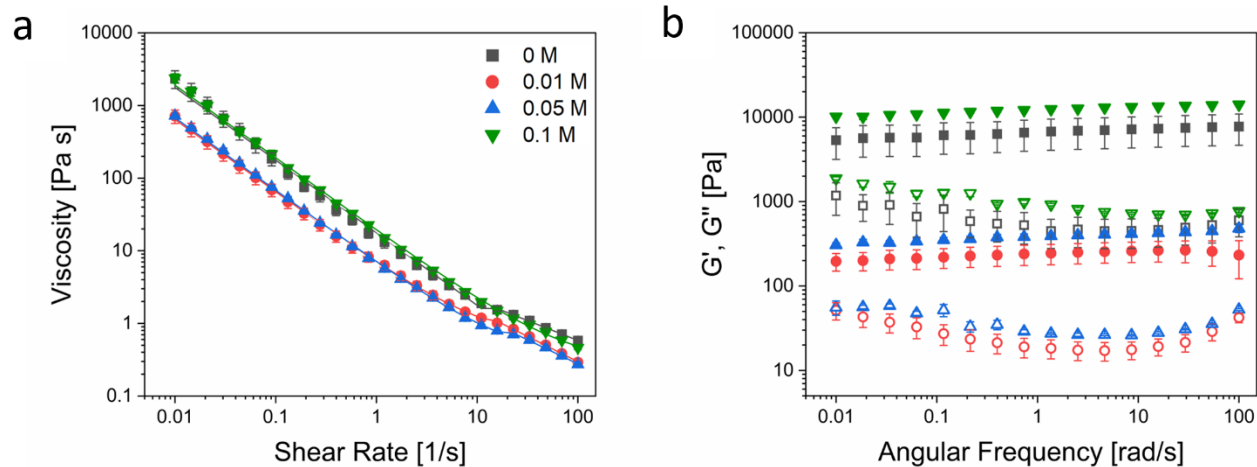 a
10000
1000
100
10
1
0.1
Viscosity [Pa s]
0 M
0.01 M
0.05 M
0.1 M
0.01
0.1
1
10
100
Shear Rate [1/s]
b
100000
10000
1000
100
10
G', G'' [Pa]
0.01
0.1
1
10
100
Angular Frequency [rad/s]